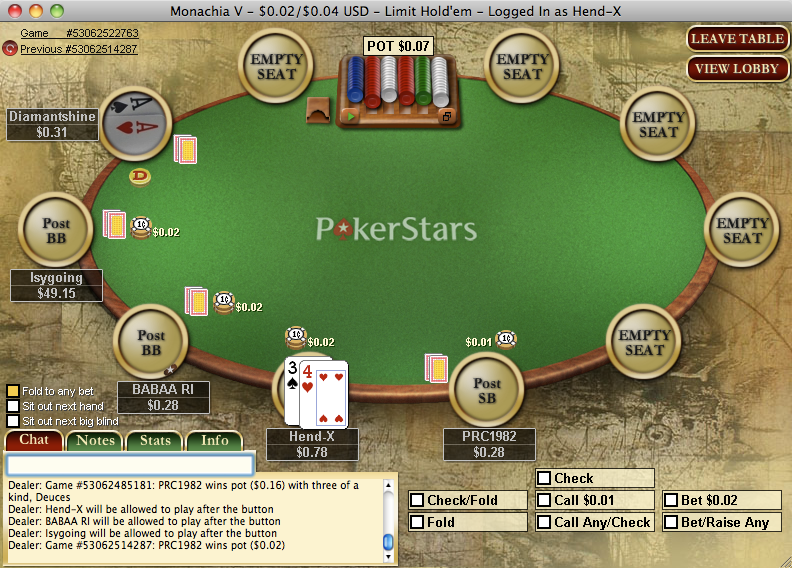 Monachia V - $0.02/$0.04 USD - Limit Hold'em - Logged In as Hend-X
Game #53062522763
Previous #53062514287
LEAVE TABLE
VIEW LOBBY
EMPTY
SEAT
POT $0.07
EMPTY
SEAT
EMPTY
SEAT
Diamantshine
$0.31
A
A
D
Post
BB
1¢
$0.02
PokerStars
EMPTY
SEAT
Isygoing
$49.15
1¢
$0.02
Post
BB
1¢
$0.02
$0.01
1¢
EMPTY
SEAT
3
4
Post
SB
BABAA RI
$0.28
Fold to any bet
Sit out next hand
Sit out next big blind
Hend-X
$0.78
PRC1982
$0.28
Chat
Notes
Stats
Info
Dealer: Game #53062485181: PRC1982 wins pot ($0.16) with three of a
kind, Deuces
Dealer: Hend-X will be allowed to play after the button
Dealer: BABAA RI will be allowed to play after the button
Dealer: Isygoing will be allowed to play after the button
Dealer: Game #53062514287: PRC1982 wins pot ($0.02)
Check
Check/Fold
Call $0.01
Bet $0.02
Fold
Call Any/Check
Bet/Raise Any